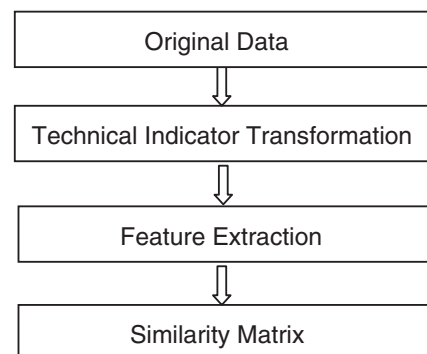 Original Data
Technical Indicator Transformation
Feature Extraction
Similarity Matrix